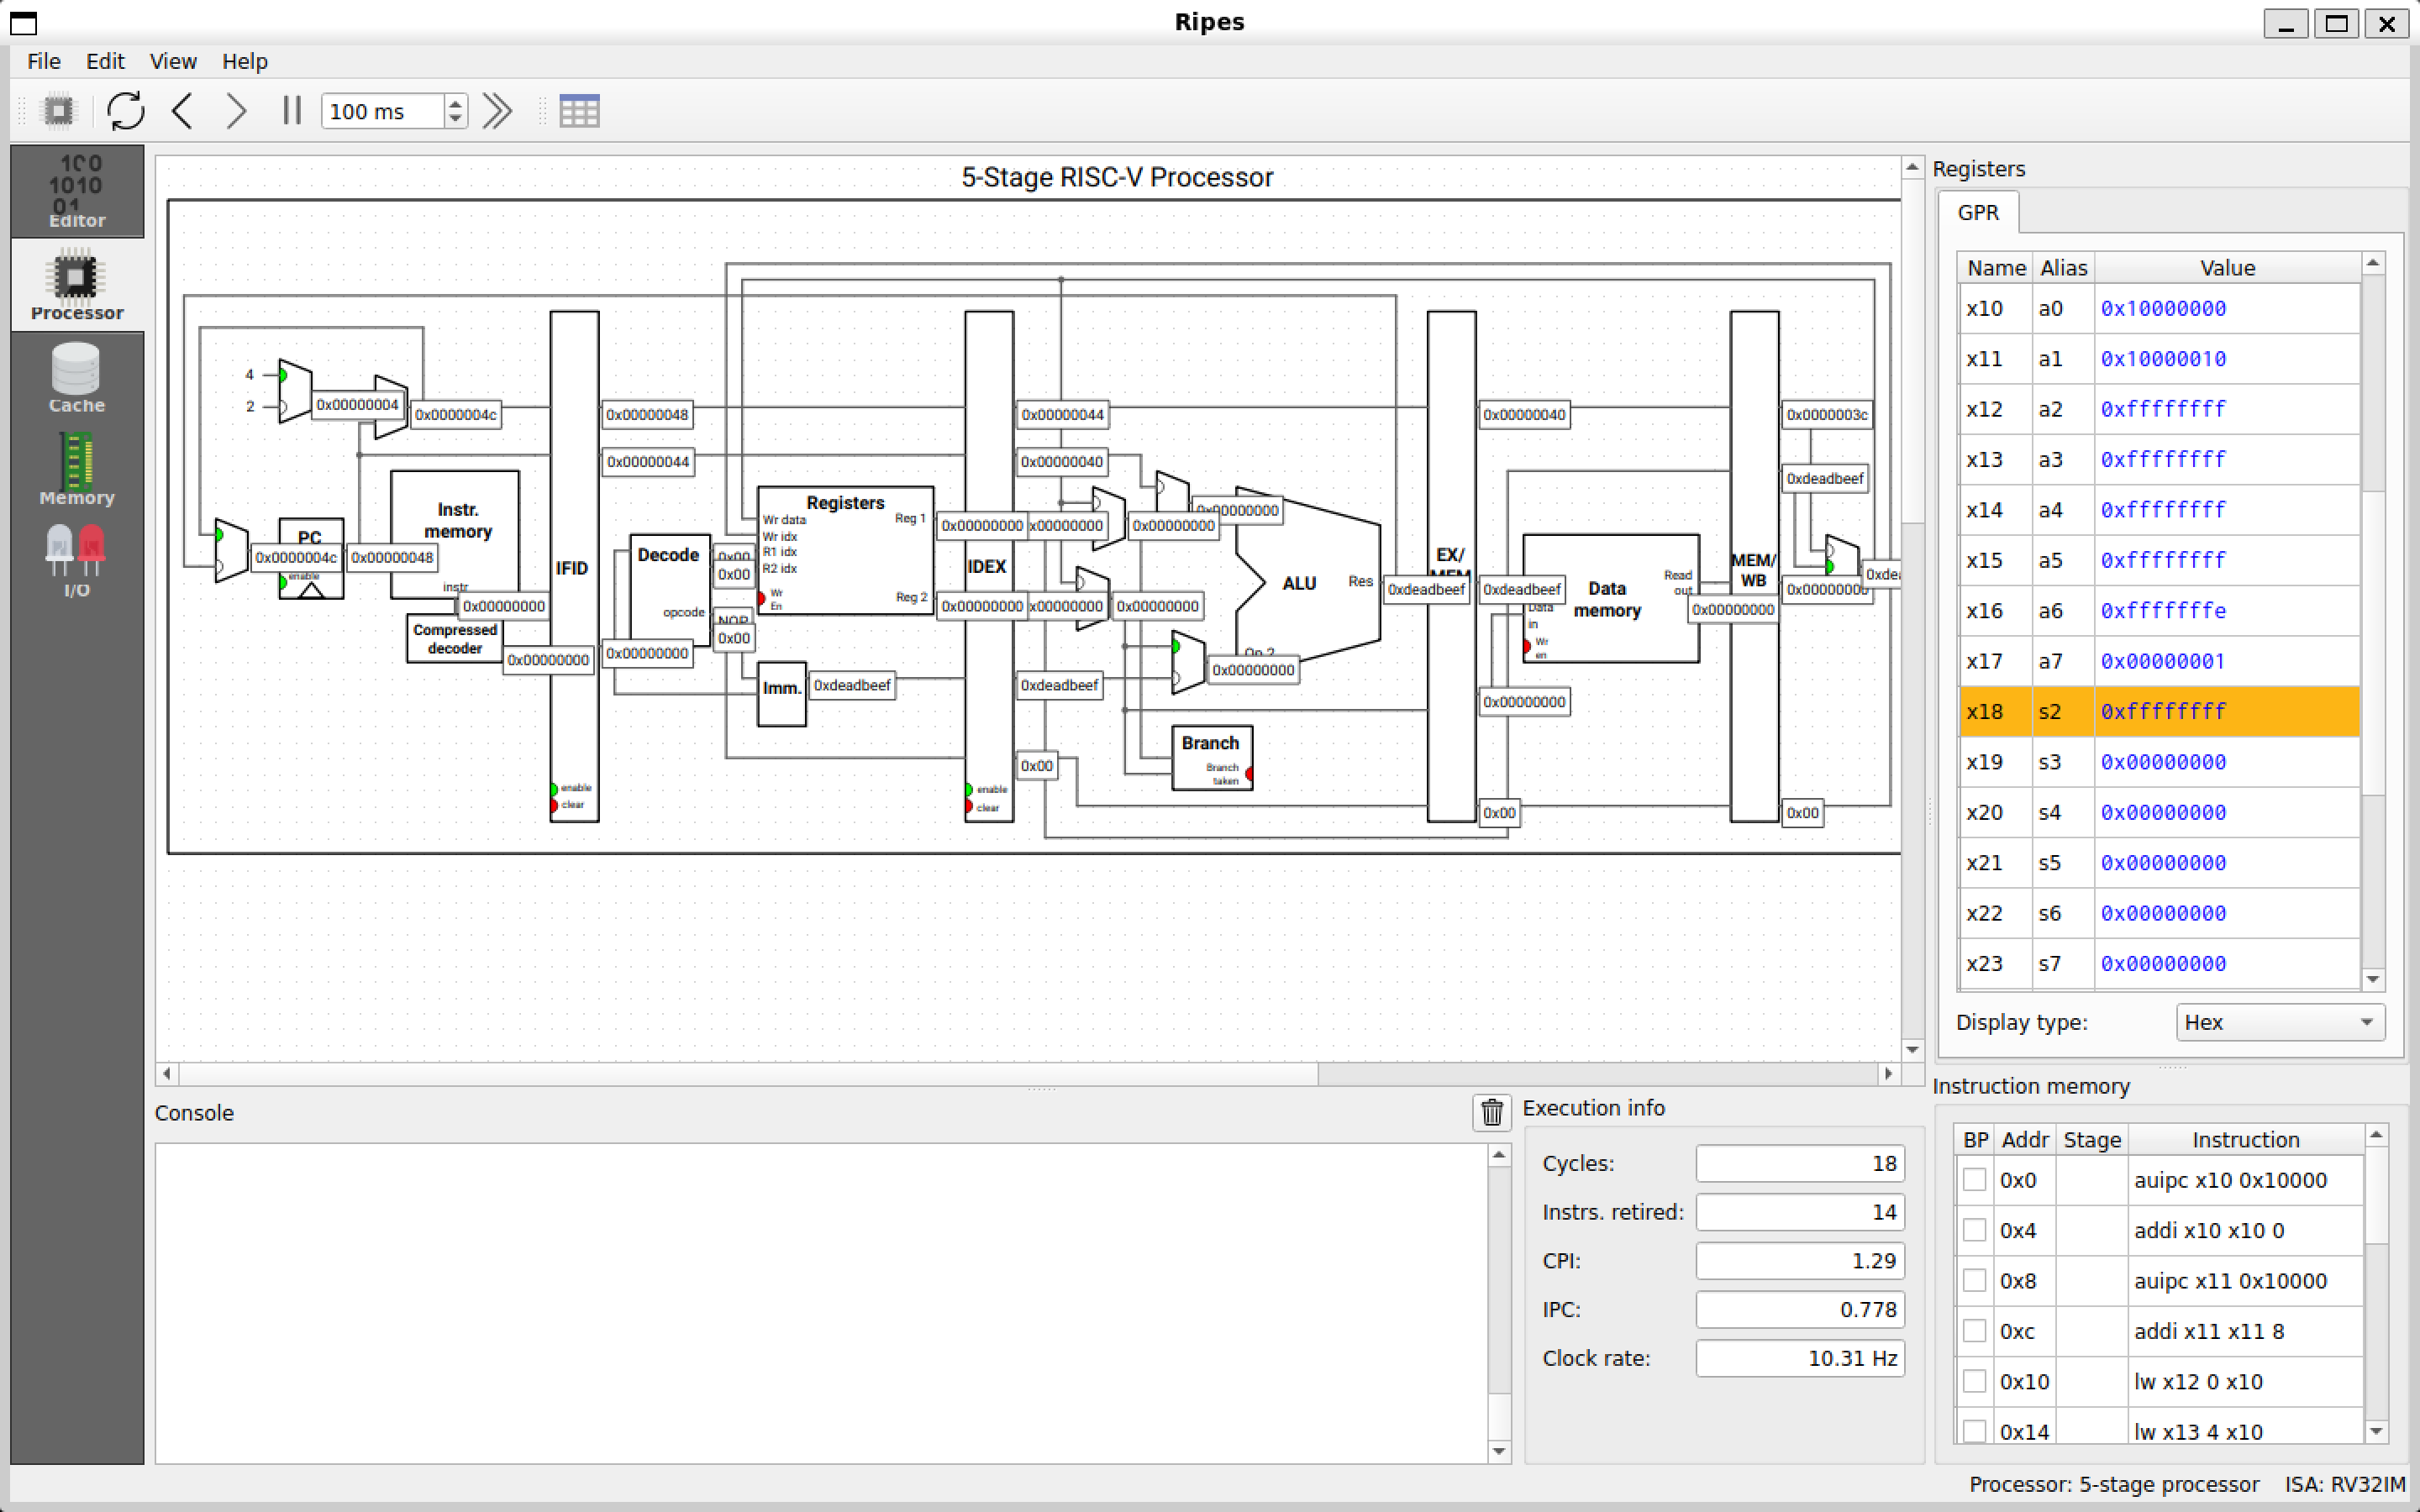 Ripes
File Edit View Help
100 ms
Editor
Processor
Cache
Memory
I/O
5-Stage RISC-V Processor
4
2
0x00000004
0x0000004c
0x00000048
0x00000044
0x00000044
0x00000040
0x00000040
0x0000003c
0xdeadbeef
PC
enable
0x0000004c
0x00000048
Instr.
memory
instr
0x00000000
Compressed
decoder
0x00000000
IFID
enable
clear
Decode
opcode
0x00
0x00
NOP
0x00
0x00000000
Registers
Wr data
Wr idx
R1 idx
R2 idx
Wr
En
Reg 1
Reg 2
0x00000000
0x00000000
Imm.
0xdeadbeef
IDEX
enable
clear
x00000000
x00000000
0x00000000
0x00000000
0x00000000
0xdeadbeef
0x00000000
0x00
ALU
Res
Op 2
Branch
Branch
taken
0xdeadbeef
EX/
MEM
0xdeadbeef
0x00000000
0x00
Data
memory
Data
in
Wr
en
Read
out
0x00000000
MEM/
WB
0x00000000
0x00
0xdea
Console
Execution info
Cycles: 18
Instrs. retired: 14
CPI: 1.29
IPC: 0.778
Clock rate: 10.31 Hz
Registers
GPR
Name Alias Value
x10 a0 0x10000000
x11 a1 0x10000010
x12 a2 0xffffffff
x13 a3 0xffffffff
x14 a4 0xffffffff
x15 a5 0xffffffff
x16 a6 0xfffffffe
x17 a7 0x00000001
x18 s2 0xffffffff
x19 s3 0x00000000
x20 s4 0x00000000
x21 s5 0x00000000
x22 s6 0x00000000
x23 s7 0x00000000
Display type: Hex
Instruction memory
BP Addr Stage Instruction
0x0 auipc x10 0x10000
0x4 addi x10 x10 0
0x8 auipc x11 0x10000
0xc addi x11 x11 8
0x10 lw x12 0 x10
0x14 lw x13 4 x10
Processor: 5-stage processor ISA: RV32IM